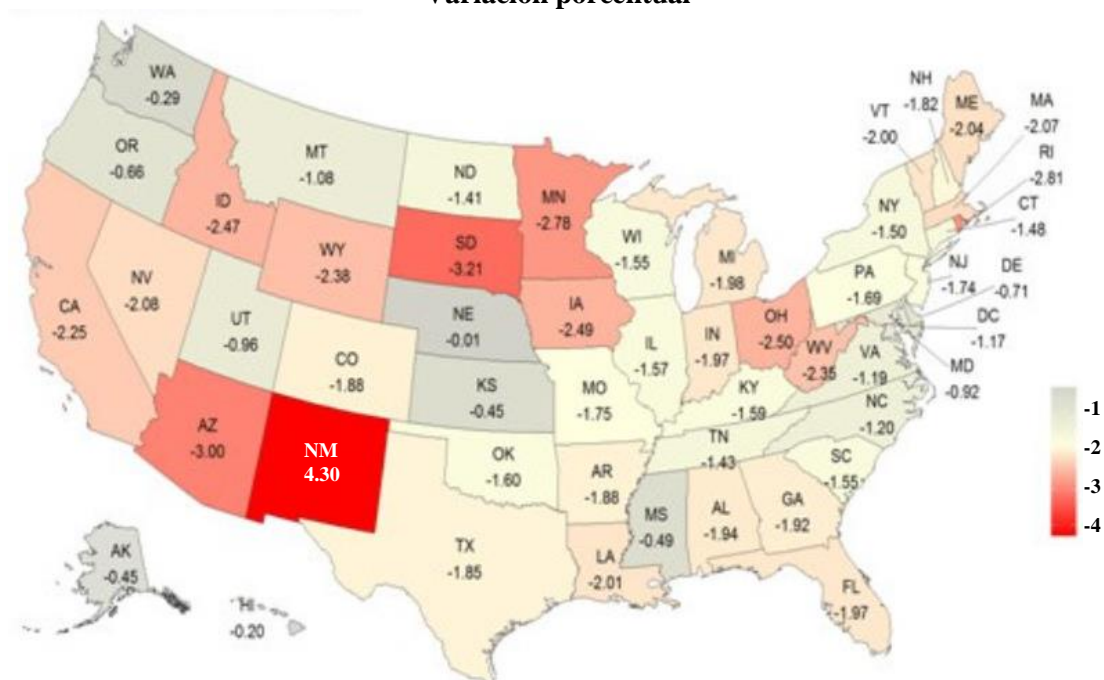 Variación porcentual
WA
-0.29
OR
-0.66
MT
-1.08
ID
-2.47
ND
-1.41
MN
-2.78
SD
-3.21
WY
-2.38
WI
-1.55
MI
-1.98
NY
-1.50
VT
-2.00
NH
-1.82
ME
-2.04
MA
-2.07
RI
-2.81
CT
-1.48
NJ
-1.74
DE
-0.71
DC
-1.17
MD
-0.92
PA
-1.69
CA
-2.25
NV
-2.08
UT
-0.96
CO
-1.88
NE
-0.01
IA
-2.49
KS
-0.45
MO
-1.75
IL
-1.57
IN
-1.97
OH
-2.50
WV
-2.35
VA
-1.19
KY
-1.59
NC
-1.20
TN
-1.43
SC
-1.55
AZ
-3.00
NM
4.30
OK
-1.60
AR
-1.88
MS
-0.49
AL
-1.94
GA
-1.92
TX
-1.85
LA
-2.01
FL
-1.97
AK
-0.45
HI
-0.20
-1
-2
-3
-4